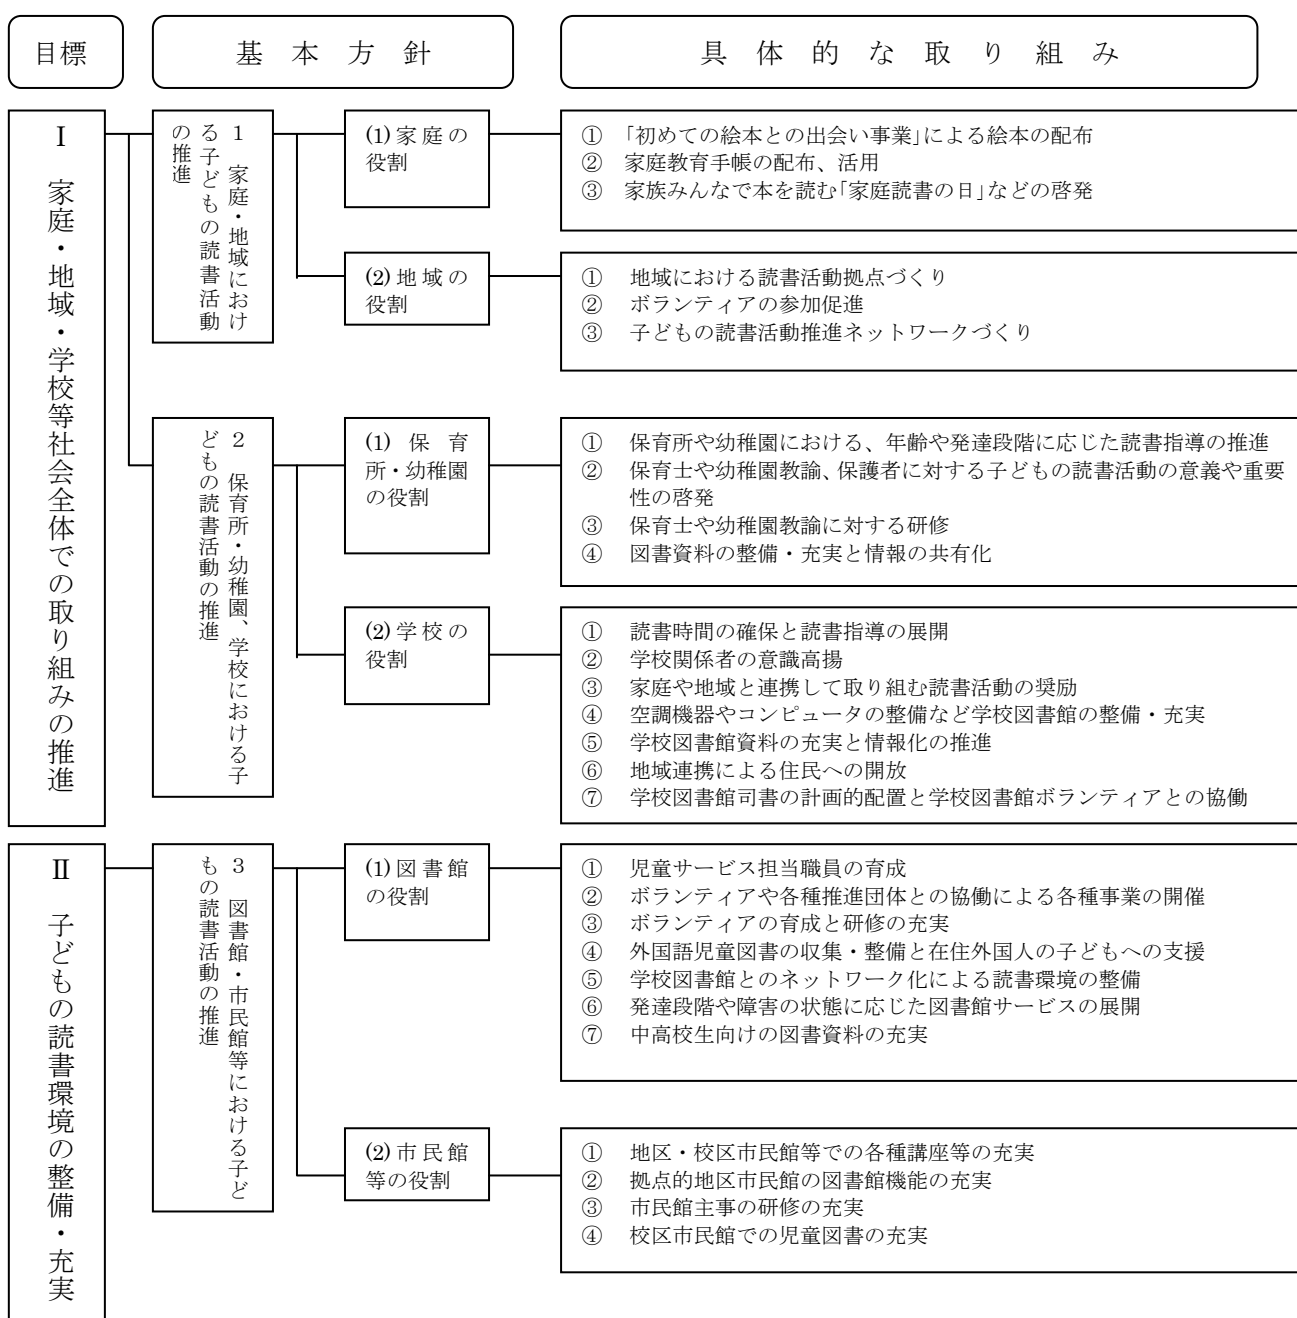 目標
基本方針
具体的な取り組み
Ⅰ 家庭・地域・学校等社会全体での取り組みの推進
1 家庭・地域におけ
る子どもの読書活動
の推進
(1)家庭の
役割
① 「初めての絵本との出会い事業」による絵本の配布
② 家庭教育手帳の配布、活用
③ 家族みんなで本を読む「家庭読書の日」などの啓発
(2)地域の
役割
① 地域における読書活動拠点づくり
② ボランティアの参加促進
③ 子どもの読書活動推進ネットワークづくり
2 保育所・幼稚園、学校における子
どもの読書活動の推進
(1) 保育
所・幼稚園
の役割
① 保育所や幼稚園における、年齢や発達段階に応じた読書指導の推進
② 保育士や幼稚園教諭、保護者に対する子どもの読書活動の意義や重要
性の啓発
③ 保育士や幼稚園教諭に対する研修
④ 図書資料の整備・充実と情報の共有化
(2)学校の
役割
① 読書時間の確保と読書指導の展開
② 学校関係者の意識高揚
③ 家庭や地域と連携して取り組む読書活動の奨励
④ 空調機器やコンピュータの整備など学校図書館の整備・充実
⑤ 学校図書館資料の充実と情報化の推進
⑥ 地域連携による住民への開放
⑦ 学校図書館司書の計画的配置と学校図書館ボランティアとの協働
Ⅱ 子どもの読書環境の整備・充実
3 図書館・市民館等における子ど
もの読書活動の推進
(1)図書館
の役割
① 児童サービス担当職員の育成
② ボランティアや各種推進団体との協働による各種事業の開催
③ ボランティアの育成と研修の充実
④ 外国語児童図書の収集・整備と在住外国人の子どもへの支援
⑤ 学校図書館とのネットワーク化による読書環境の整備
⑥ 発達段階や障害の状態に応じた図書館サービスの展開
⑦ 中高校生向けの図書資料の充実
(2)市民館
等の役割
① 地区・校区市民館等での各種講座等の充実
② 拠点的地区市民館の図書館機能の充実
③ 市民館主事の研修の充実
④ 校区市民館での児童図書の充実